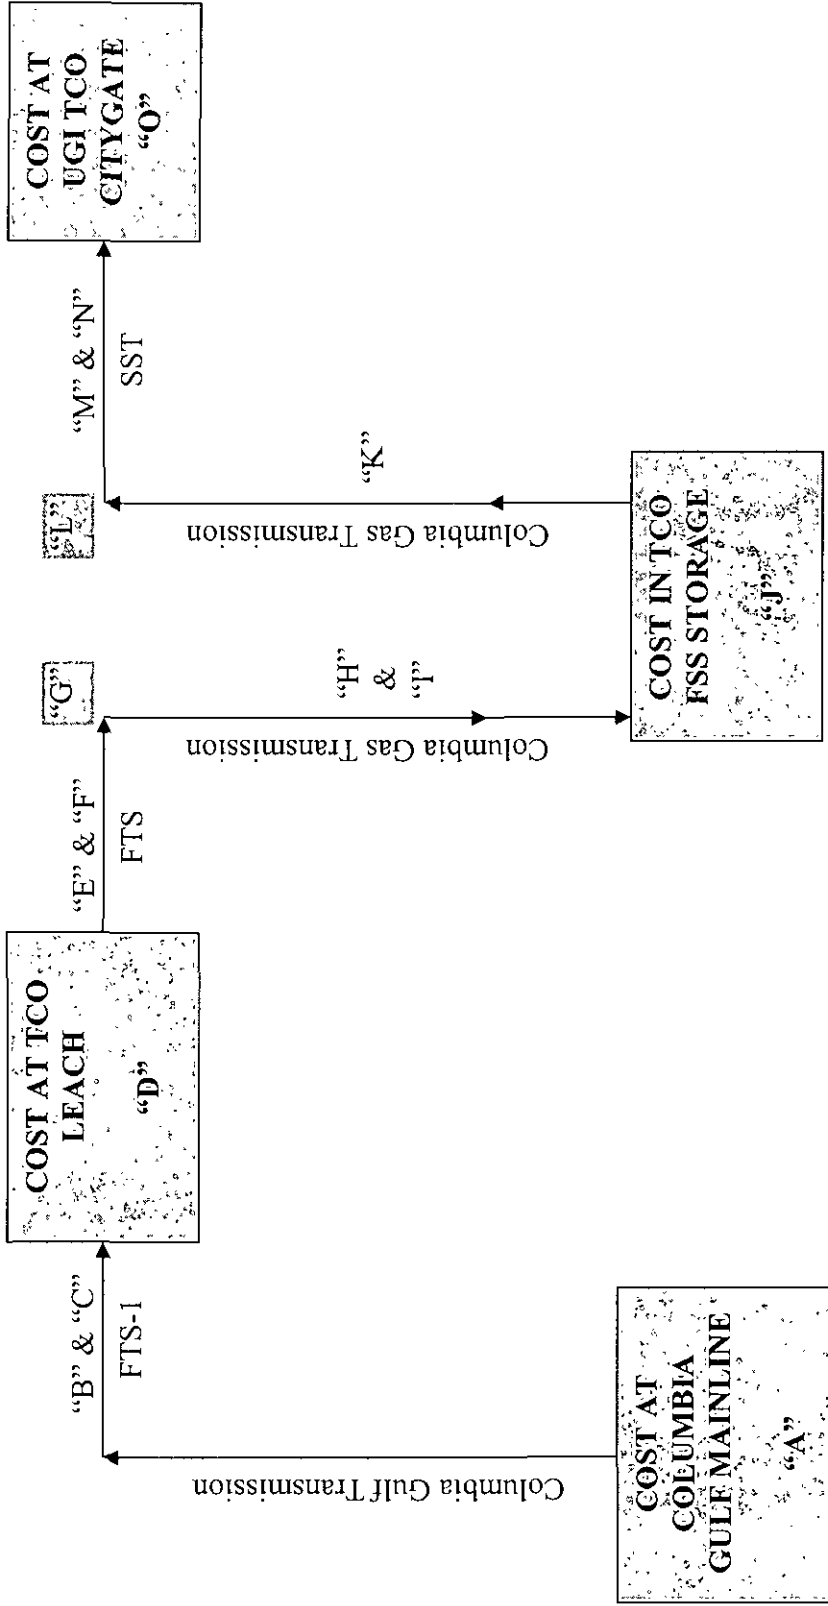 COST AT
COLUMBIA
GULF MAINLINE
“A”
Columbia Gulf Transmission
“B” & “C”
FTS-1
COST AT TCO
LEACH
“D”
“E” & “F”
FTS
“G”
Columbia Gas Transmission
“H”
&
“I”
COST IN TCO
FSS STORAGE
“J”
Columbia Gas Transmission
“K”
“L”
“M” & “N”
SST
COST AT
UGI TCO
CITYGATE
“O”